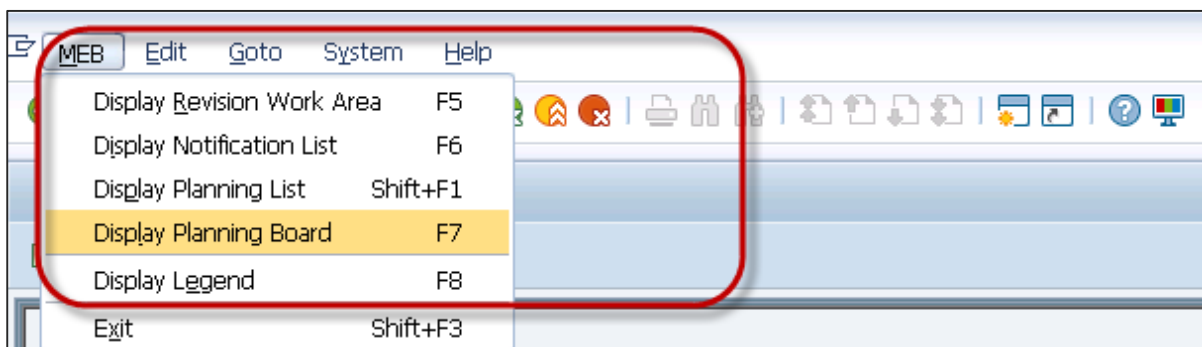 MEB Edit Goto System Help
Display Revision Work Area F5
Display Notification List F6
Display Planning List Shift+F1
Display Planning Board F7
Display Legend F8
Exit Shift+F3